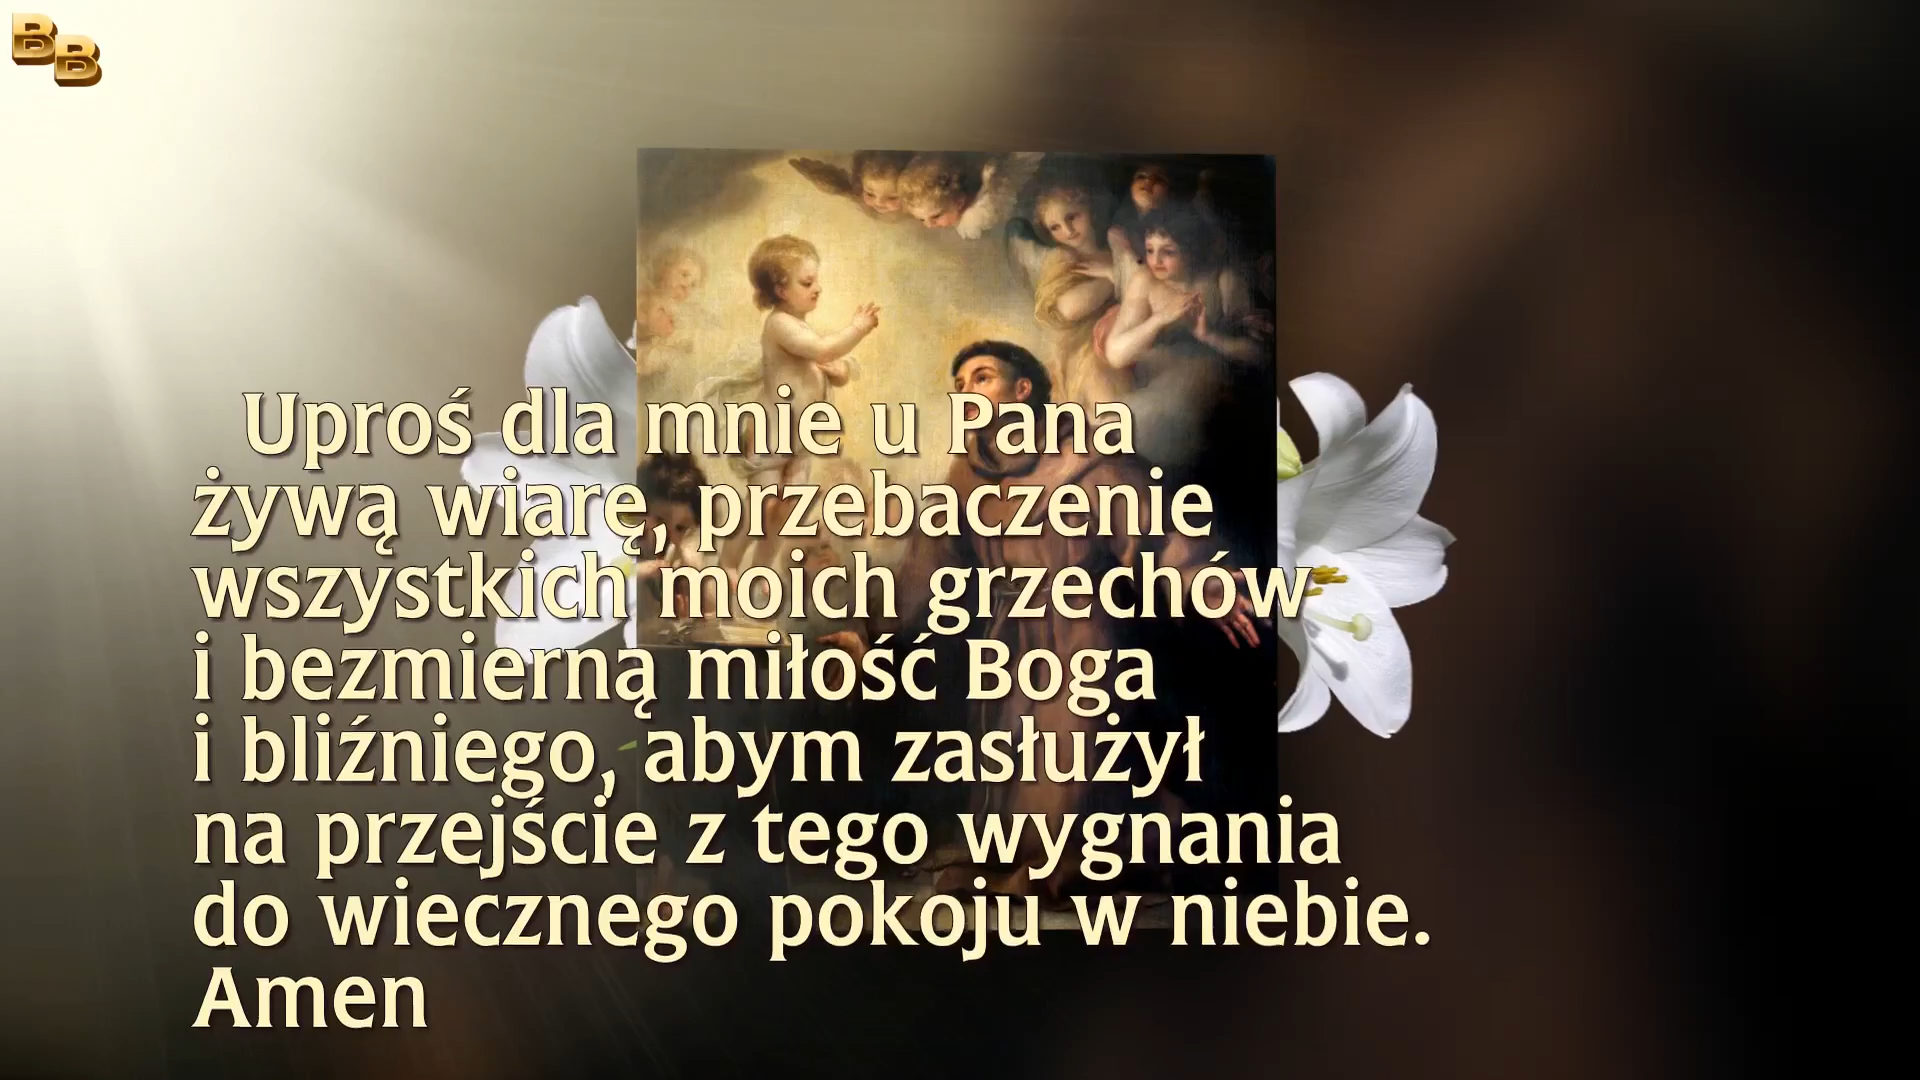 BB
Uproś dla mnie u Pana
żywą wiarę, przebaczenie
wszystkich moich grzechów
i bezmierną miłość Boga
i bliźniego, abym zasłużył
na przejście z tego wygnania
do wiecznego pokoju w niebie.
Amen